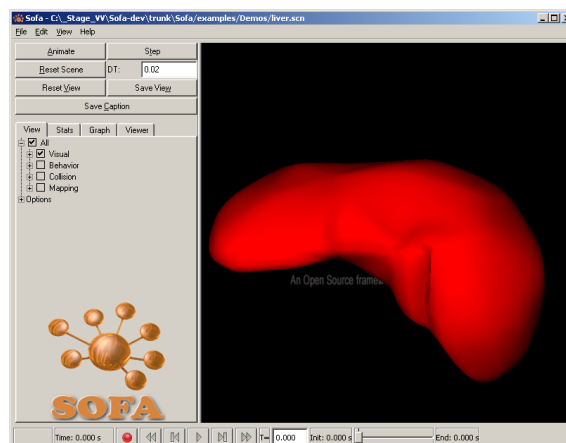 Sofa - C:\_Stage_VV\Sofa-dev\trunk\Sofa/examples/Demos/liver.scn
File Edit View Help
Animate Step
Reset Scene DT: 0.02
Reset View Save View
Save Caption
View Stats Graph Viewer
All
Visual
Behavior
Collision
Mapping
Options
An Open Source
SOFA
Time: 0.000 s T= 0.000 Init: 0.000 s End: 0.000 s